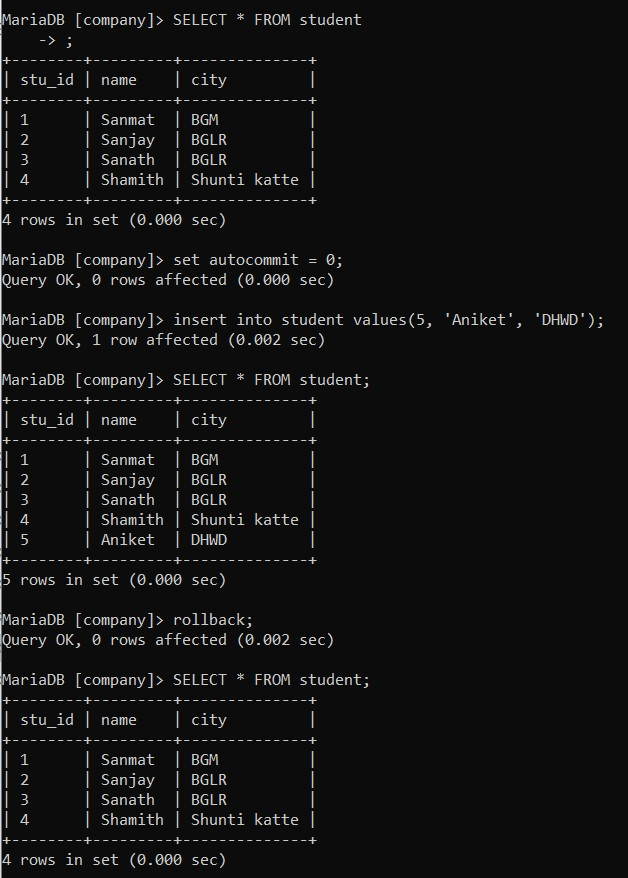 MariaDB [company]> SELECT * FROM student
    -> ;
+--------+---------+--------------+
| stu_id | name    | city         |
+--------+---------+--------------+
| 1      | Sanmat  | BGM          |
| 2      | Sanjay  | BGLR         |
| 3      | Sanath  | BGLR         |
| 4      | Shamith | Shunti katte |
+--------+---------+--------------+
4 rows in set (0.000 sec)

MariaDB [company]> set autocommit = 0;
Query OK, 0 rows affected (0.000 sec)

MariaDB [company]> insert into student values(5, 'Aniket', 'DHWD');
Query OK, 1 row affected (0.002 sec)

MariaDB [company]> SELECT * FROM student;
+--------+---------+--------------+
| stu_id | name    | city         |
+--------+---------+--------------+
| 1      | Sanmat  | BGM          |
| 2      | Sanjay  | BGLR         |
| 3      | Sanath  | BGLR         |
| 4      | Shamith | Shunti katte |
| 5      | Aniket  | DHWD         |
+--------+---------+--------------+
5 rows in set (0.000 sec)

MariaDB [company]> rollback;
Query OK, 0 rows affected (0.002 sec)

MariaDB [company]> SELECT * FROM student;
+--------+---------+--------------+
| stu_id | name    | city         |
+--------+---------+--------------+
| 1      | Sanmat  | BGM          |
| 2      | Sanjay  | BGLR         |
| 3      | Sanath  | BGLR         |
| 4      | Shamith | Shunti katte |
+--------+---------+--------------+
4 rows in set (0.000 sec)